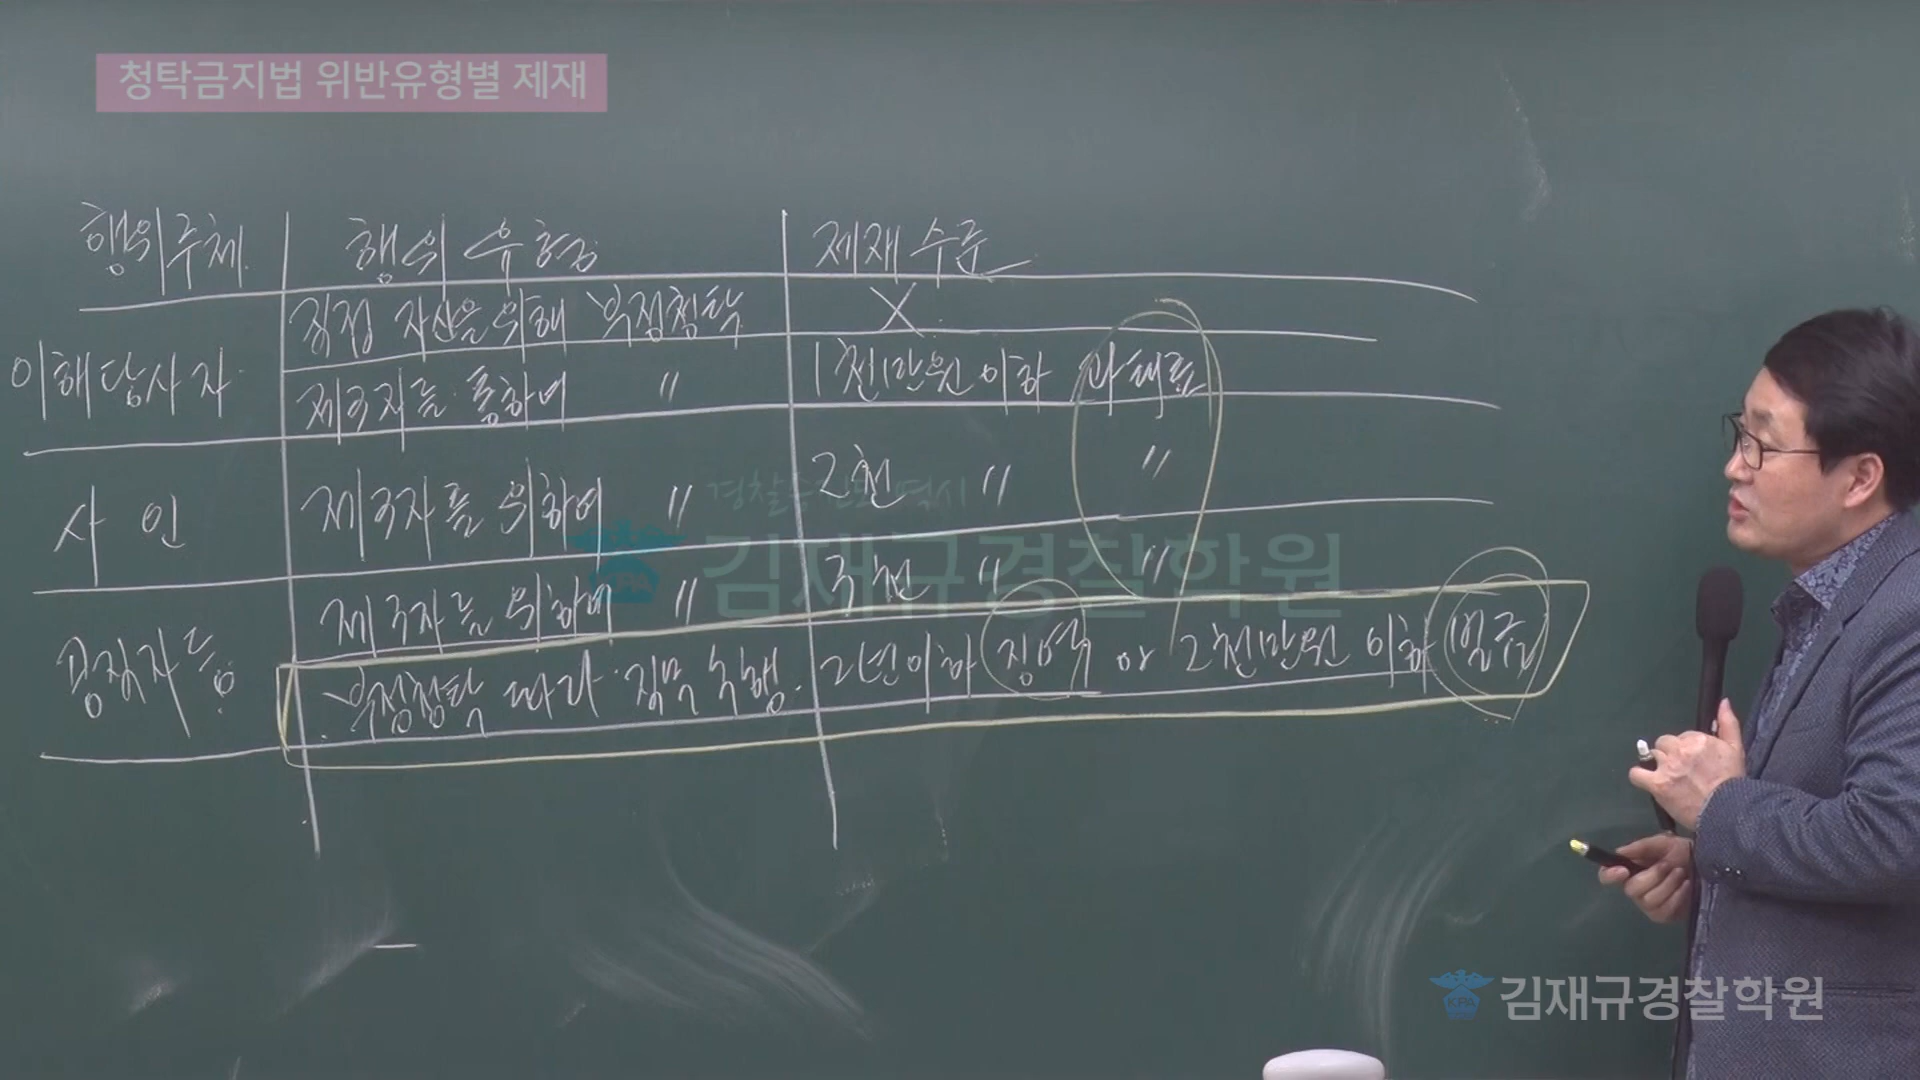 청탁금지법 위반유형별 제재
행위주체 행위유형 제재수준
직접 자신을 위해 부정청탁 X
이해당사자 제3자를 통하여 〃 1천만원 이하 과태료
사인 제3자를 위하여 〃 2천 〃 〃
제3자를 위하여 〃 3천 〃 〃
공직자등 부정청탁 따라 직무수행. 2년이하 징역 or 2천만원 이하 벌금
KPA 김재규경찰학원
KPA 김재규경찰학원